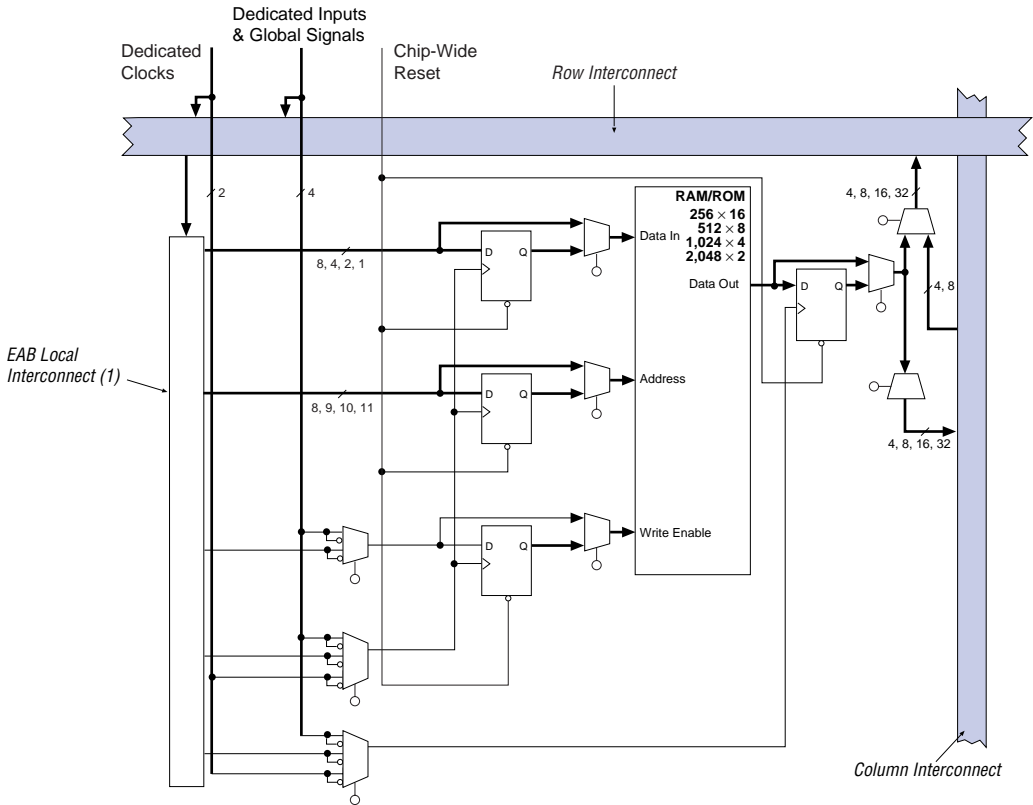 Dedicated Inputs
& Global Signals
Dedicated
Clocks
Chip-Wide
Reset
Row Interconnect
2
4
4, 8, 16, 32
RAM/ROM
256 × 16
512 × 8
1,024 × 4
2,048 × 2
Data In
D Q
8, 4, 2, 1
Data Out
D Q
4, 8
EAB Local
Interconnect (1)
Address
D Q
8, 9, 10, 11
4, 8, 16, 32
Write Enable
D Q
Column Interconnect